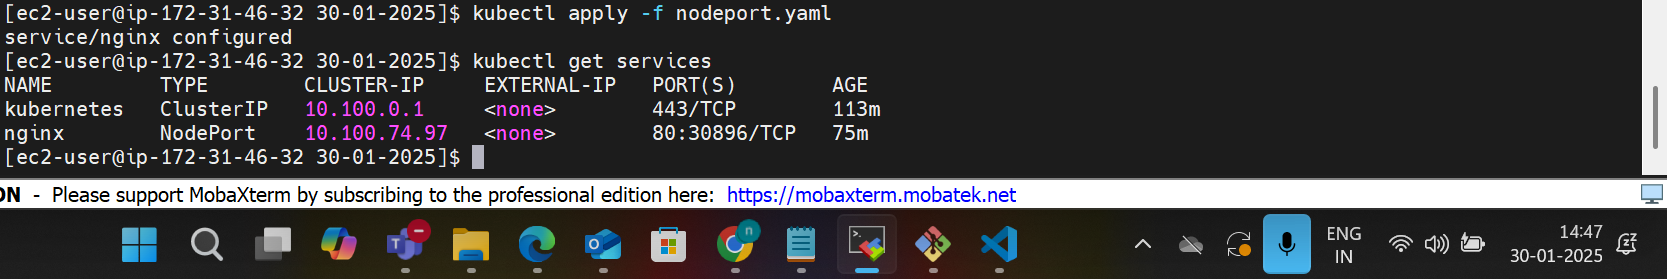 [ec2-user@ip-172-31-46-32 30-01-2025]$ kubectl apply -f nodeport.yaml
service/nginx configured
[ec2-user@ip-172-31-46-32 30-01-2025]$ kubectl get services
NAME TYPE CLUSTER-IP EXTERNAL-IP PORT(S) AGE
kubernetes ClusterIP 10.100.0.1 <none> 443/TCP 113m
nginx NodePort 10.100.74.97 <none> 80:30896/TCP 75m
[ec2-user@ip-172-31-46-32 30-01-2025]$
ON - Please support MobaXterm by subscribing to the professional edition here: https://mobaxterm.mobatek.net
n
ENG
IN
14:47
30-01-2025